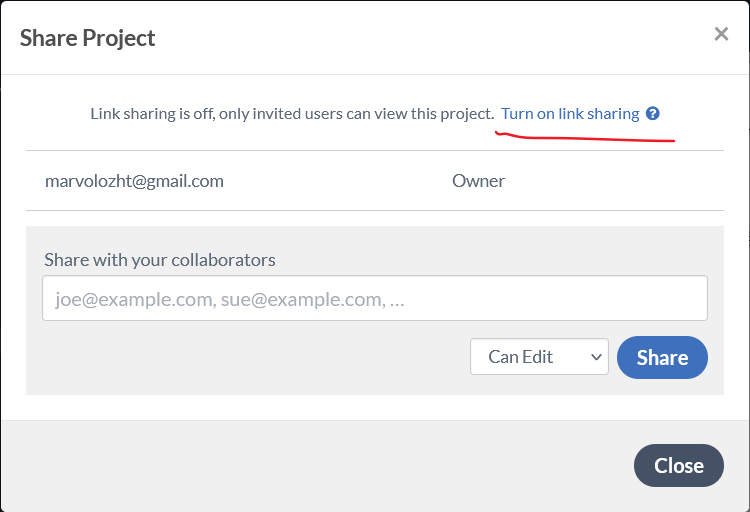 Share Project
×
Link sharing is off, only invited users can view this project. Turn on link sharing ?
marvolozht@gmail.com Owner
Share with your collaborators
joe@example.com, sue@example.com, …
Can Edit Share
Close